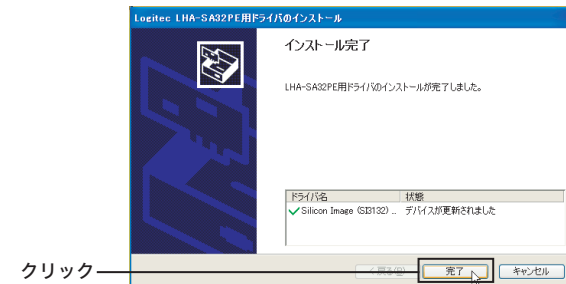 Logitec LHA-SA32PE用ドライバのインストール
インストール完了
LHA-SA32PE用ドライバのインストールが完了しました。
ドライバ名 状態
Silicon Image (SI3132) .. デバイスが更新されました
クリック
< 戻る(B) 完了 キャンセル